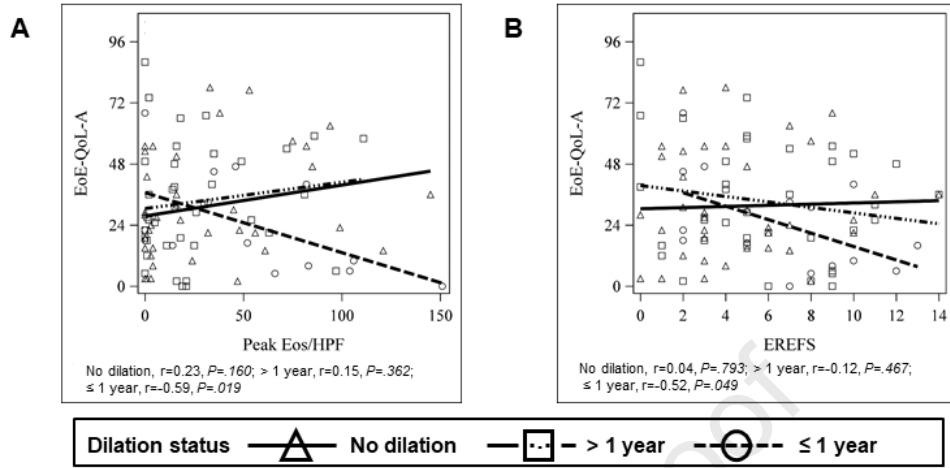 A
B
96
72
48
24
0
EoE-QoL-A
0
50
100
150
Peak Eos/HPF
No dilation, r=0.23, P=.160; > 1 year, r=0.15, P=.362;
≤ 1 year, r=-0.59, P=.019
96
72
48
24
0
EoE-QoL-A
0
2
4
6
8
10
12
14
EREFS
No dilation, r=0.04, P=.793; > 1 year, r=-0.12, P=.467;
≤ 1 year, r=-0.52, P=.049
Dilation status No dilation > 1 year ≤ 1 year